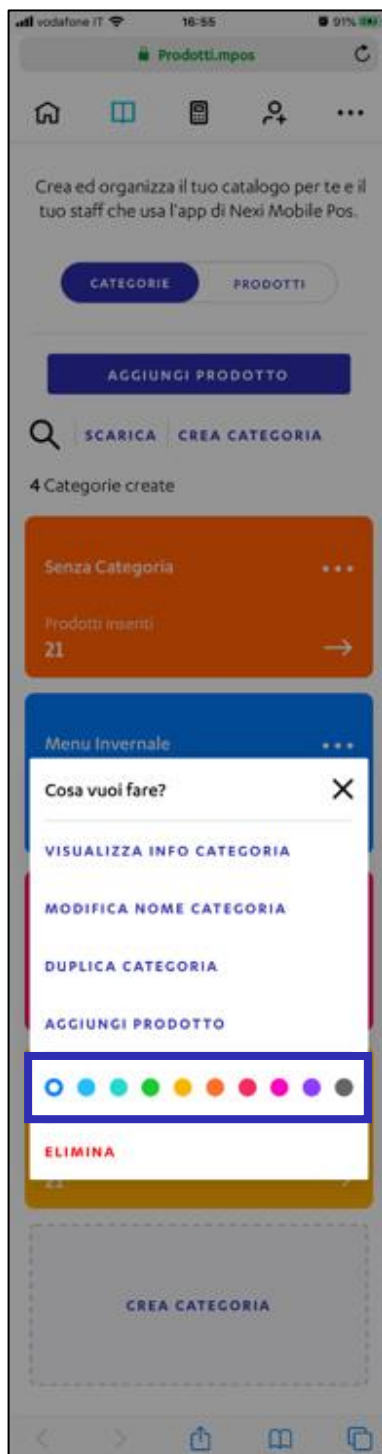 vodafone IT
16:55
91%
Prodotti.mpos
Crea ed organizza il tuo catalogo per te e il
tuo staff che usa l'app di Nexi Mobile Pos.
CATEGORIE
PRODOTTI
AGGIUNGI PRODOTTO
SCARICA
CREA CATEGORIA
4 Categorie create
Senza Categoria
Prodotti inseriti
21
Menu Invernale
Cosa vuoi fare?
VISUALIZZA INFO CATEGORIA
MODIFICA NOME CATEGORIA
DUPLICA CATEGORIA
AGGIUNGI PRODOTTO
ELIMINA
21
CREA CATEGORIA